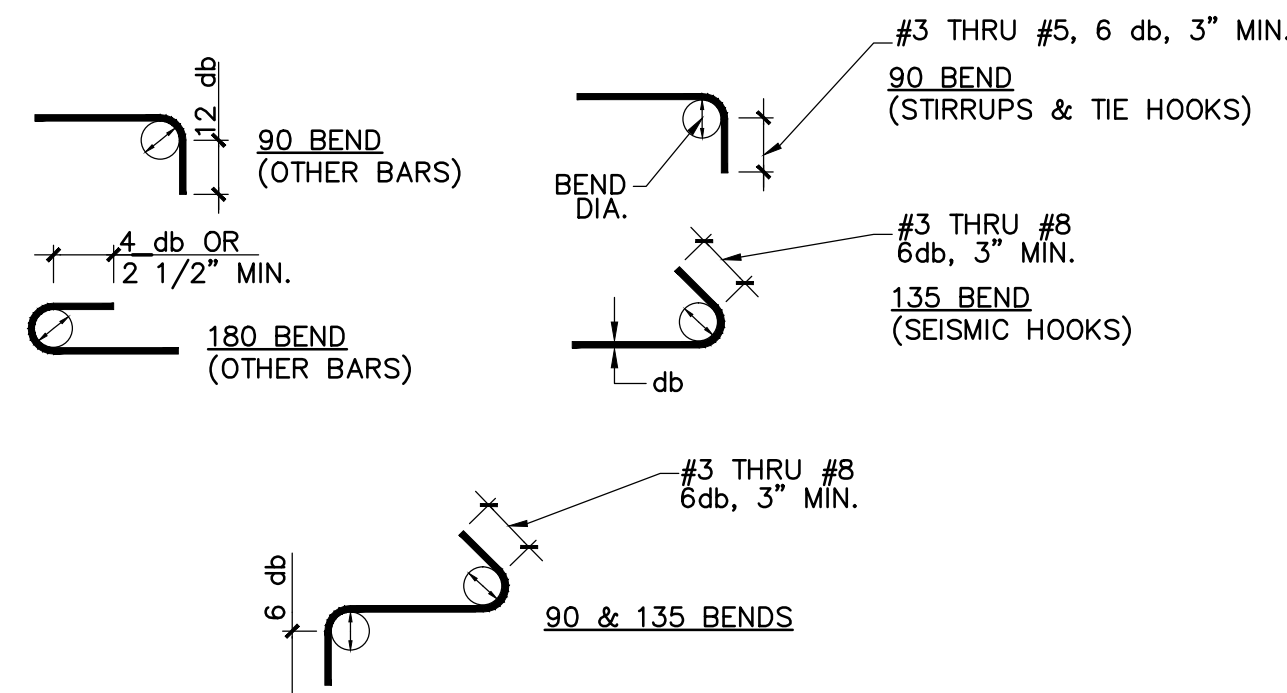 12 db
90 BEND
(OTHER BARS)
4 db OR
2 1/2” MIN.
180 BEND
(OTHER BARS)
#3 THRU #5, 6 db, 3” MIN.
90 BEND
(STIRRUPS & TIE HOOKS)
BEND
DIA.
#3 THRU #8
6db, 3” MIN.
135 BEND
(SEISMIC HOOKS)
db
#3 THRU #8
6db, 3” MIN.
6 db
90 & 135 BENDS